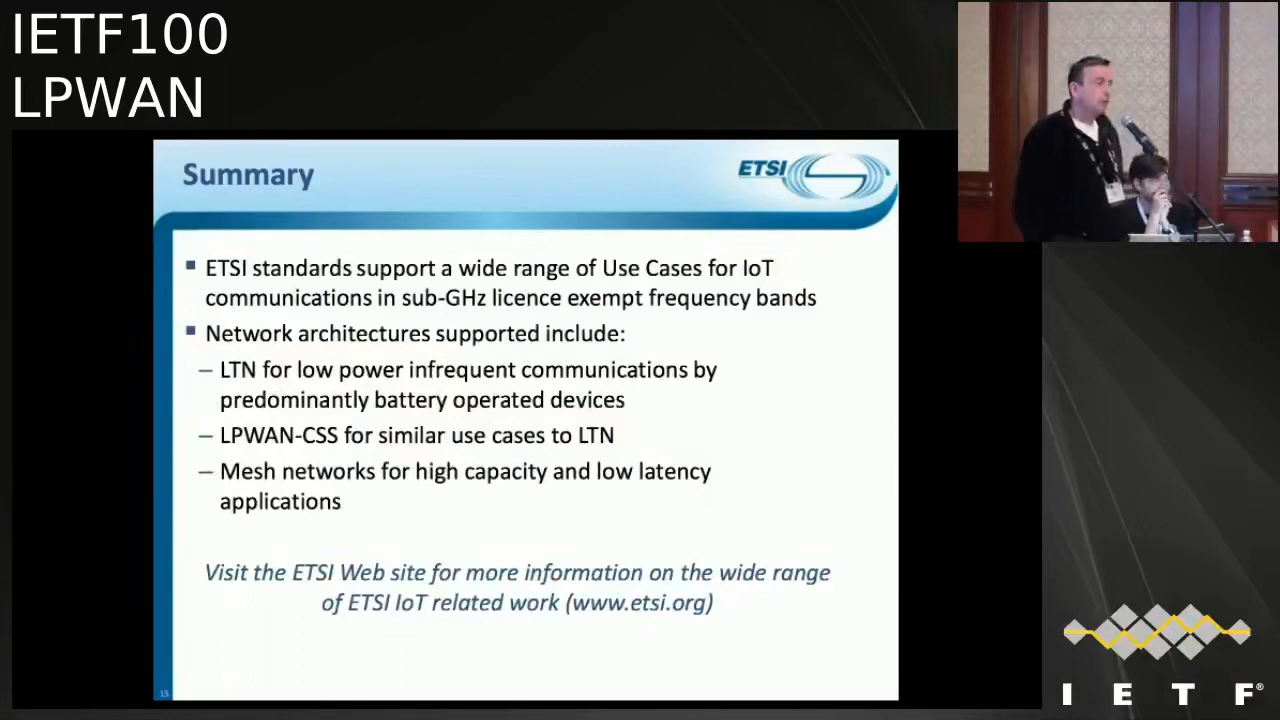 IETF100
LPWAN
Summary
ETSI
ETSI standards support a wide range of Use Cases for IoT
communications in sub-GHz licence exempt frequency bands
Network architectures supported include:
– LTN for low power infrequent communications by
predominantly battery operated devices
– LPWAN-CSS for similar use cases to LTN
– Mesh networks for high capacity and low latency
applications
Visit the ETSI Web site for more information on the wide range
of ETSI IoT related work (www.etsi.org)
15
I E T F®